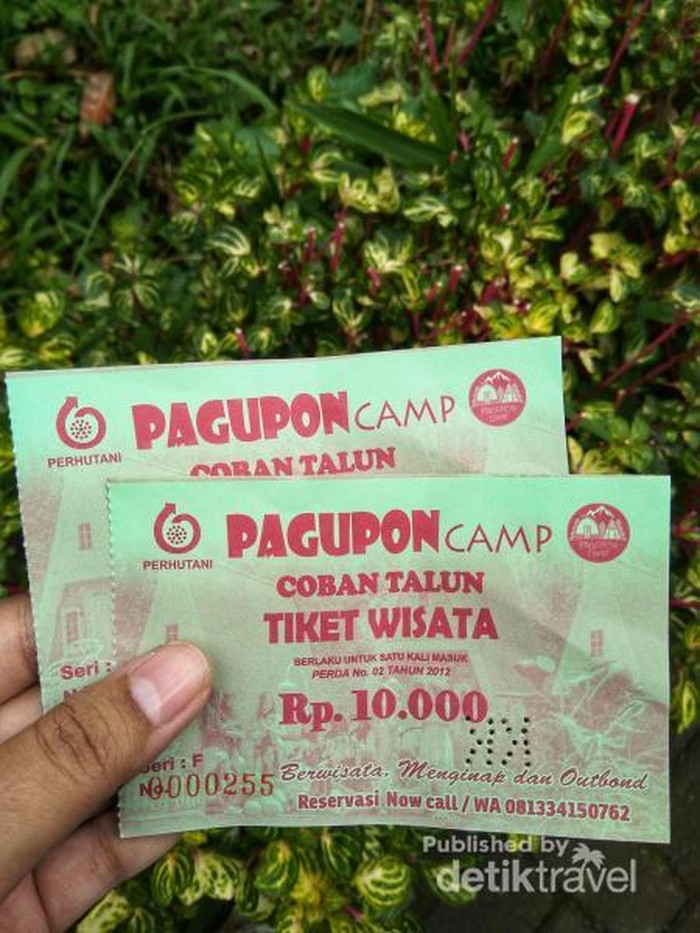 PERHUTANI
PAGUPON CAMP
COBAN TALUN
Seri :
PERHUTANI
PAGUPON CAMP
COBAN TALUN
TIKET WISATA
BERLAKU UNTUK SATU KALI MASUK
PERDA No. 02 TAHUN 2012
Rp. 10.000
Seri : F
No. 0000255
Berwisata, Menginap dan Outbond
Reservasi Now call / WA 081334150762
Published by
detiktravel